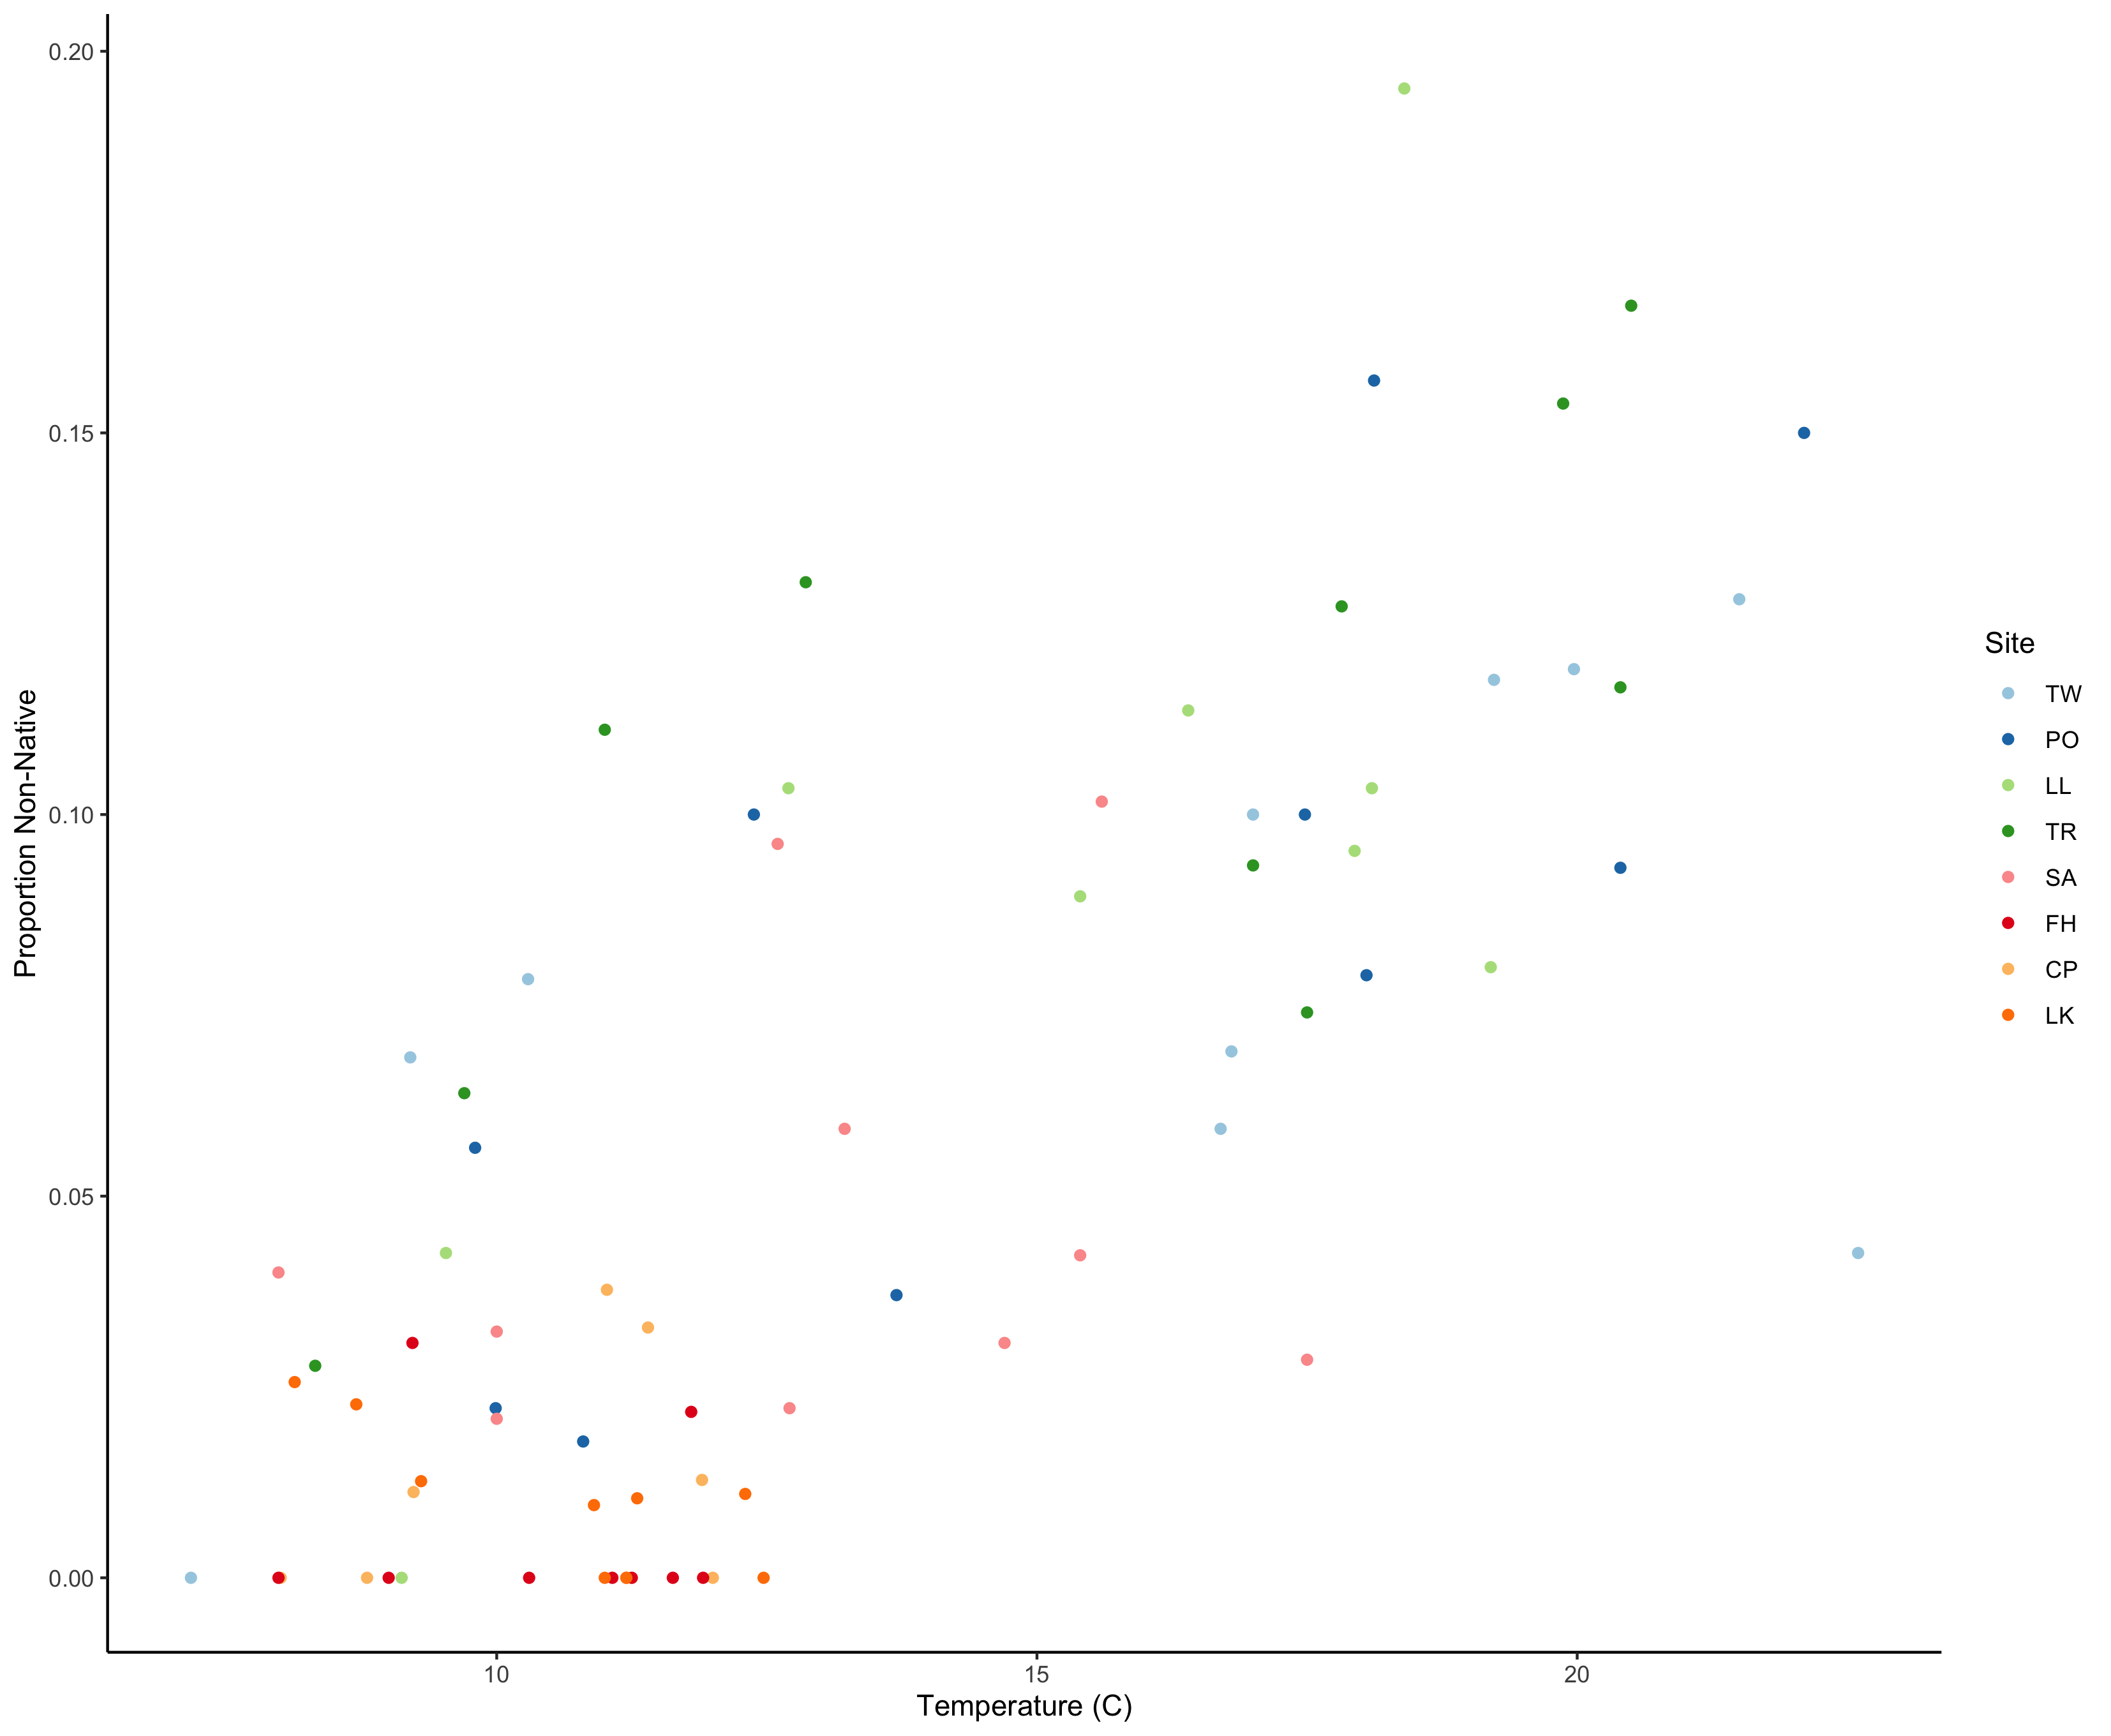 0.20
0.15
0.10
0.05
0.00
Proportion Non-Native
10
15
20
Temperature (C)
Site
TW
PO
LL
TR
SA
FH
CP
LK